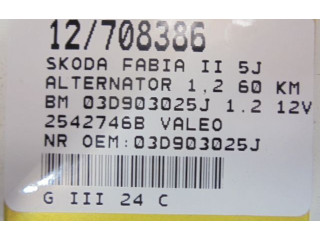 12/708386
SKODA FABIA II 5J
ALTERNATOR 1,2 60 KM
BM 03D903025J 1.2 12V
2542746B VALEO
NR OEM:03D903025J
G III 24 C